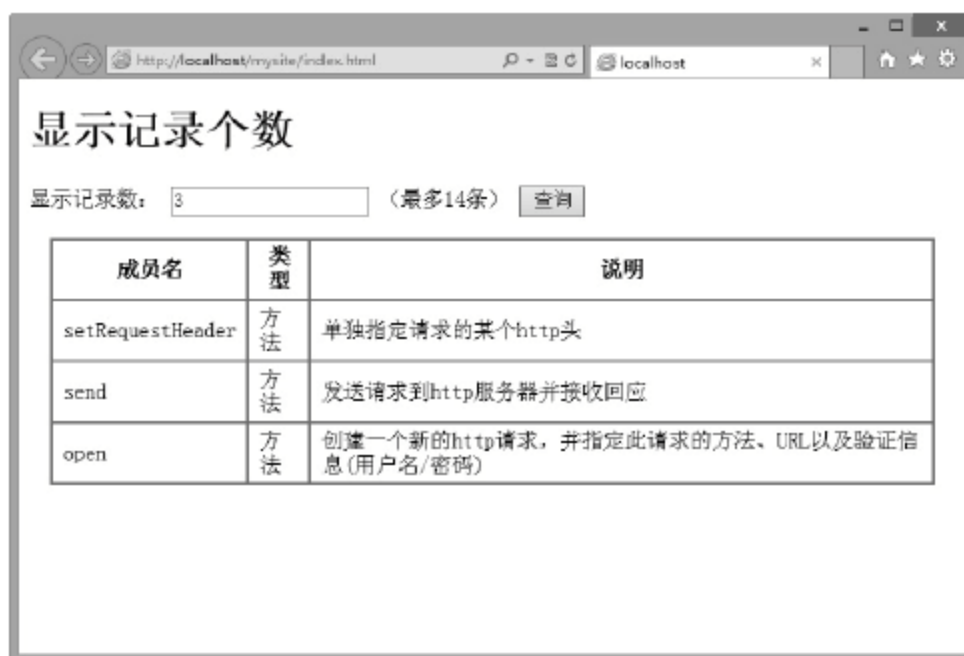 http://localhost/mysite/index.html
localhost
显示记录个数
显示记录数： 3 （最多14条） 查询
成员名 类型 说明
setRequestHeader 方法 单独指定请求的某个http头
send 方法 发送请求到http服务器并接收回应
open 方法 创建一个新的http请求，并指定此请求的方法、URL以及验证信
息(用户名/密码)